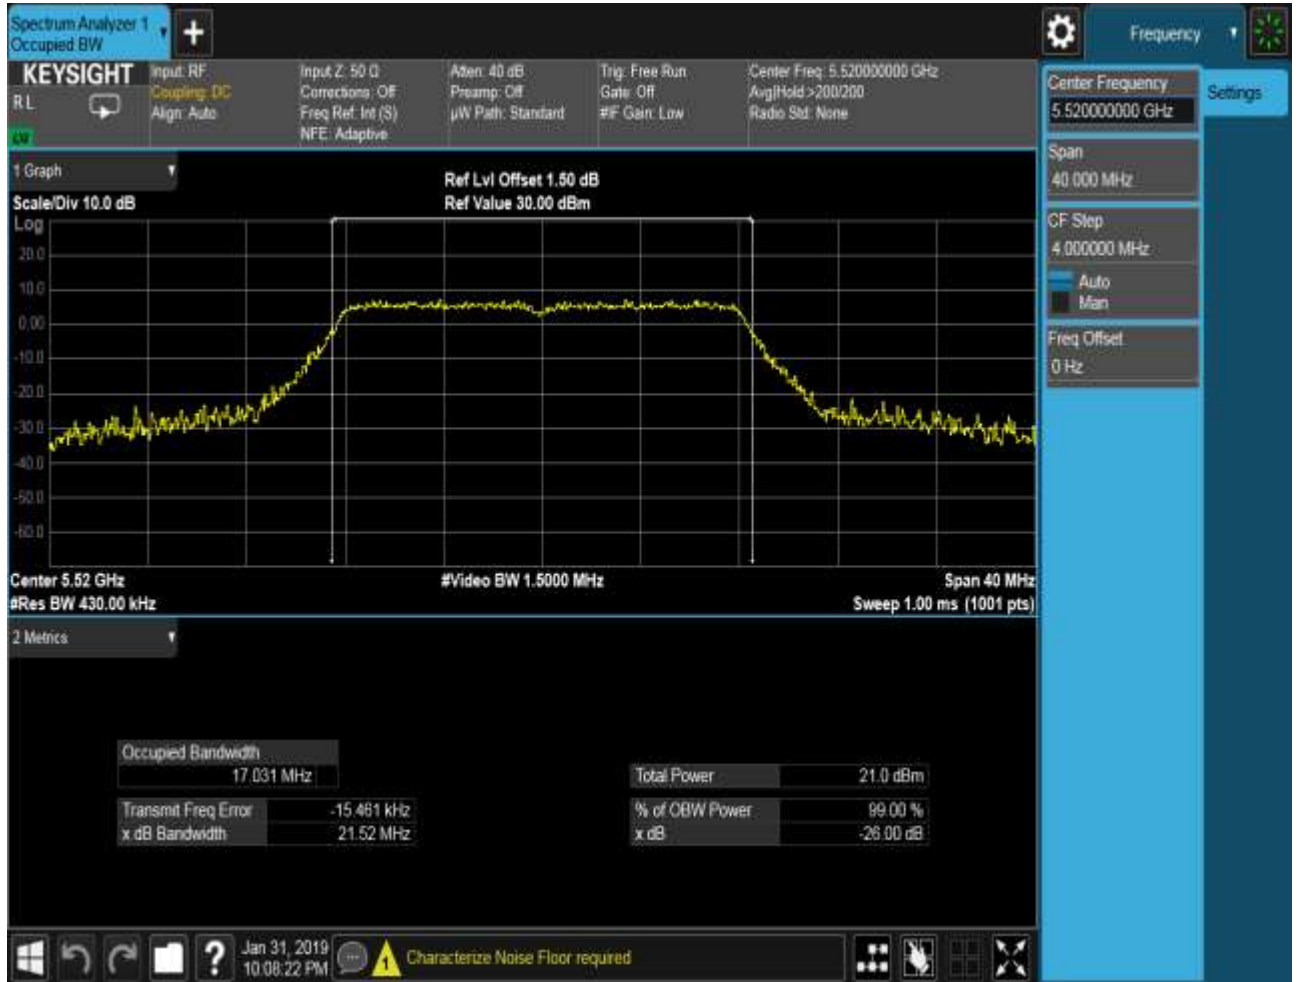 Spectrum Analyzer 1
Occupied BW
+
Frequency
KEYSIGHT
RL
Input: RF
Coupling: DC
Align: Auto
Input Z: 50 Ω
Corrections: Off
Freq Ref: Int (S)
NFE: Adaptive
Atten: 40 dB
Preamp: Off
µW Path: Standard
Trig: Free Run
Gate: Off
#IF Gain: Low
Center Freq: 5.520000000 GHz
Avg|Hold:>200/200
Radio Std: None
Center Frequency
5.520000000 GHz
Settings
Span
40.000 MHz
CF Step
4.000000 MHz
Auto
Man
Freq Offset
0 Hz
1 Graph
Scale/Div 10.0 dB
Ref Lvl Offset 1.50 dB
Ref Value 30.00 dBm
Log
20.0
10.0
0.00
-10.0
-20.0
-30.0
-40.0
-50.0
-60.0
Center 5.52 GHz
#Video BW 1.5000 MHz
Span 40 MHz
#Res BW 430.00 kHz
Sweep 1.00 ms (1001 pts)
2 Metrics
Occupied Bandwidth
17.031 MHz
Total Power 21.0 dBm
Transmit Freq Error -15.461 kHz
% of OBW Power 99.00 %
x dB Bandwidth 21.52 MHz
x dB -26.00 dB
?
Jan 31, 2019
10:08:22 PM
1
Characterize Noise Floor required